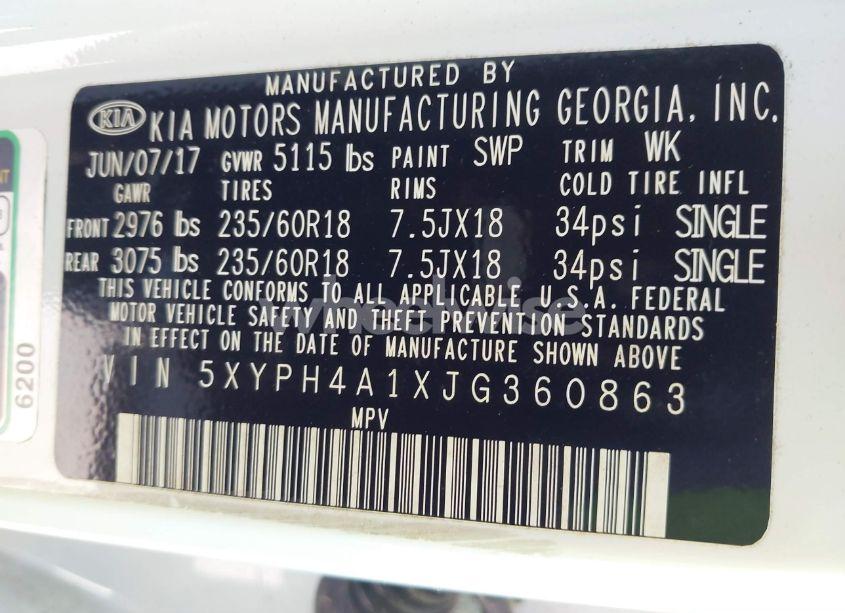 MANUFACTURED BY
KIA KIA MOTORS MANUFACTURING GEORGIA, INC.
JUN/07/17 GVWR 5115 lbs PAINT SWP TRIM WK
GAWR TIRES RIMS COLD TIRE INFL
FRONT 2976 lbs 235/60R18 7.5JX18 34psi SINGLE
REAR 3075 lbs 235/60R18 7.5JX18 34psi SINGLE
THIS VEHICLE CONFORMS TO ALL APPLICABLE U.S.A. FEDERAL
MOTOR VEHICLE SAFETY AND THEFT PREVENTION STANDARDS
IN EFFECT ON THE DATE OF MANUFACTURE SHOWN ABOVE
VIN 5XYPH4A1XJG360863
MPV
6200